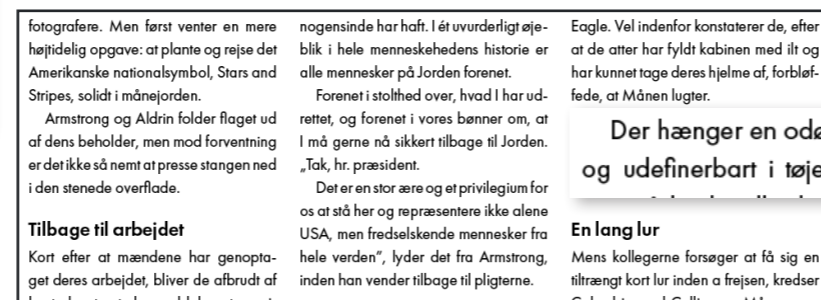 fotografere. Men først venter en mere
højtidelig opgave: at plante og rejse det
Amerikanske nationalsymbol, Stars and
Stripes, solidt i månejorden.
Armstrong og Aldrin folder flaget ud
af dens beholder, men mod forventning
er det ikke så nemt at presse stangen ned
i den stenede overflade.
Tilbage til arbejdet
Kort efter at mændene har genopta-
get deres arbejdet, bliver de afbrudt af
nogensinde har haft. I ét uvurderligt øje-
blik i hele menneskehedens historie er
alle mennesker på Jorden forenet.
Forenet i stolthed over, hvad I har ud-
rettet, og forenet i vores bønner om, at
I må gerne nå sikkert tilbage til Jorden.
„Tak, hr. præsident.
Det er en stor ære og et privilegium for
os at stå her og repræsentere ikke alene
USA, men fredselskende mennesker fra
hele verden”, lyder det fra Armstrong,
inden han vender tilbage til pligterne.
Eagle. Vel indenfor konstaterer de, efter
at de atter har fyldt kabinen med ilt og
har kunnet tage deres hjelme af, forbløf-
fede, at Månen lugter.
Der hænger en
og udefinerbart i
En lang lur
Mens kollegerne forsøger at få sig en
tiltrængt kort lur inden a frejsen, kredser